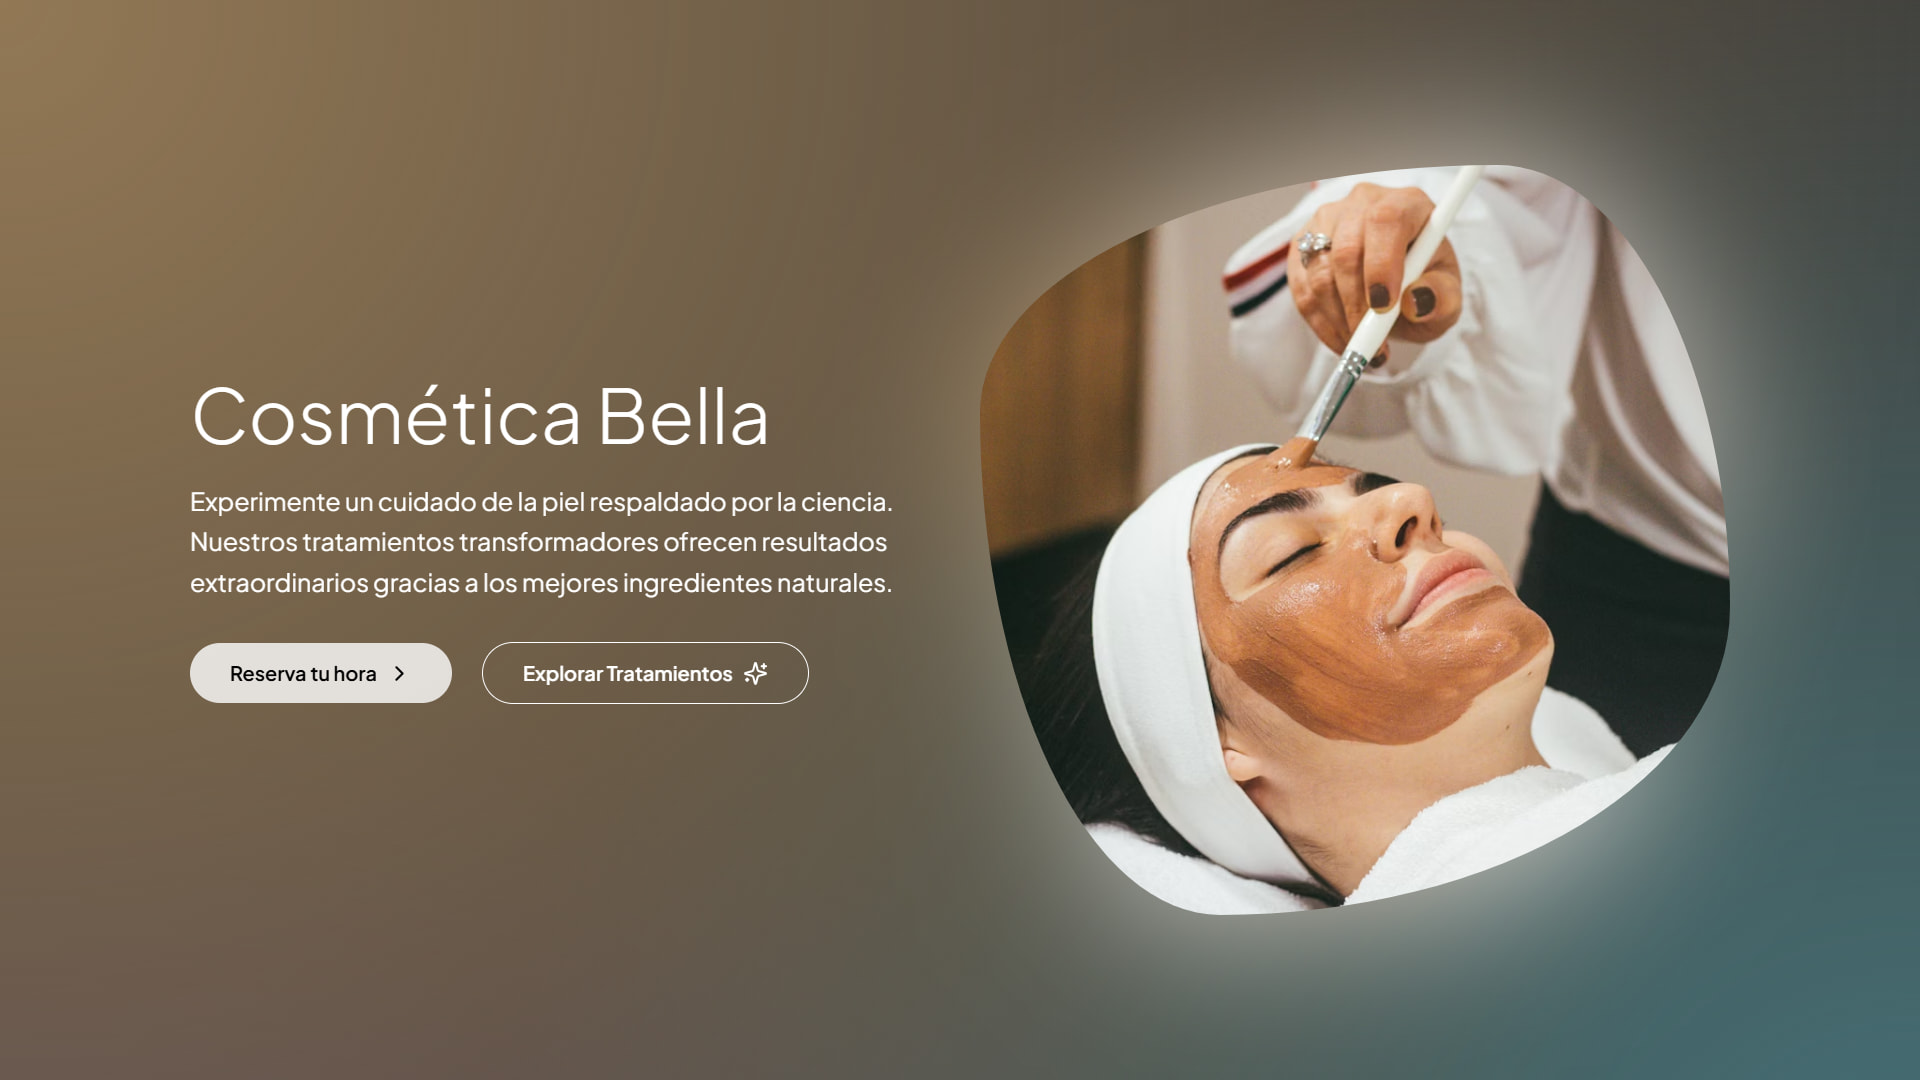 Cosmética Bella
Experimente un cuidado de la piel respaldado por la ciencia.
Nuestros tratamientos transformadores ofrecen resultados
extraordinarios gracias a los mejores ingredientes naturales.
Reserva tu hora
Explorar Tratamientos